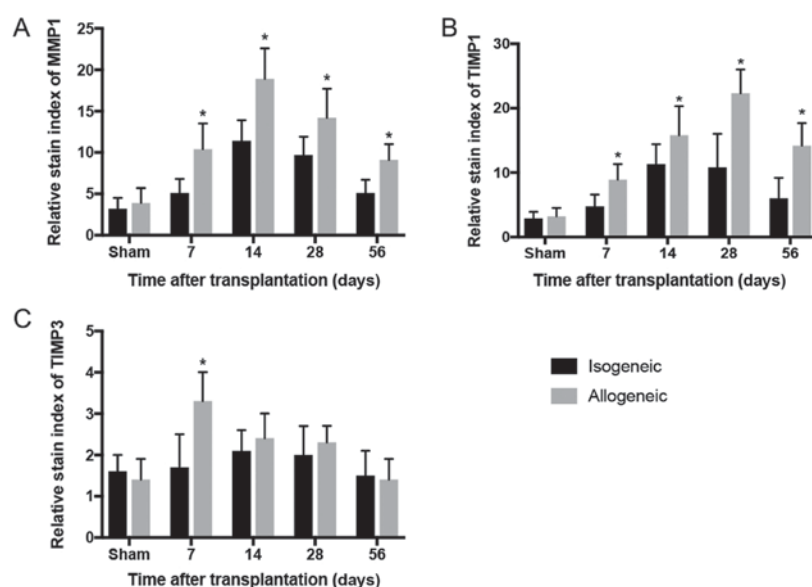 A
Relative stain index of MMP1
25
20
15
10
5
0
* * * *
Sham 7 14 28 56
Time after transplantation (days)
B
Relative stain index of TIMP1
30
20
10
0
* * * *
Sham 7 14 28 56
Time after transplantation (days)
C
Relative stain index of TIMP3
5
4
3
2
1
0
*
Sham 7 14 28 56
Time after transplantation (days)
Isogeneic
Allogeneic